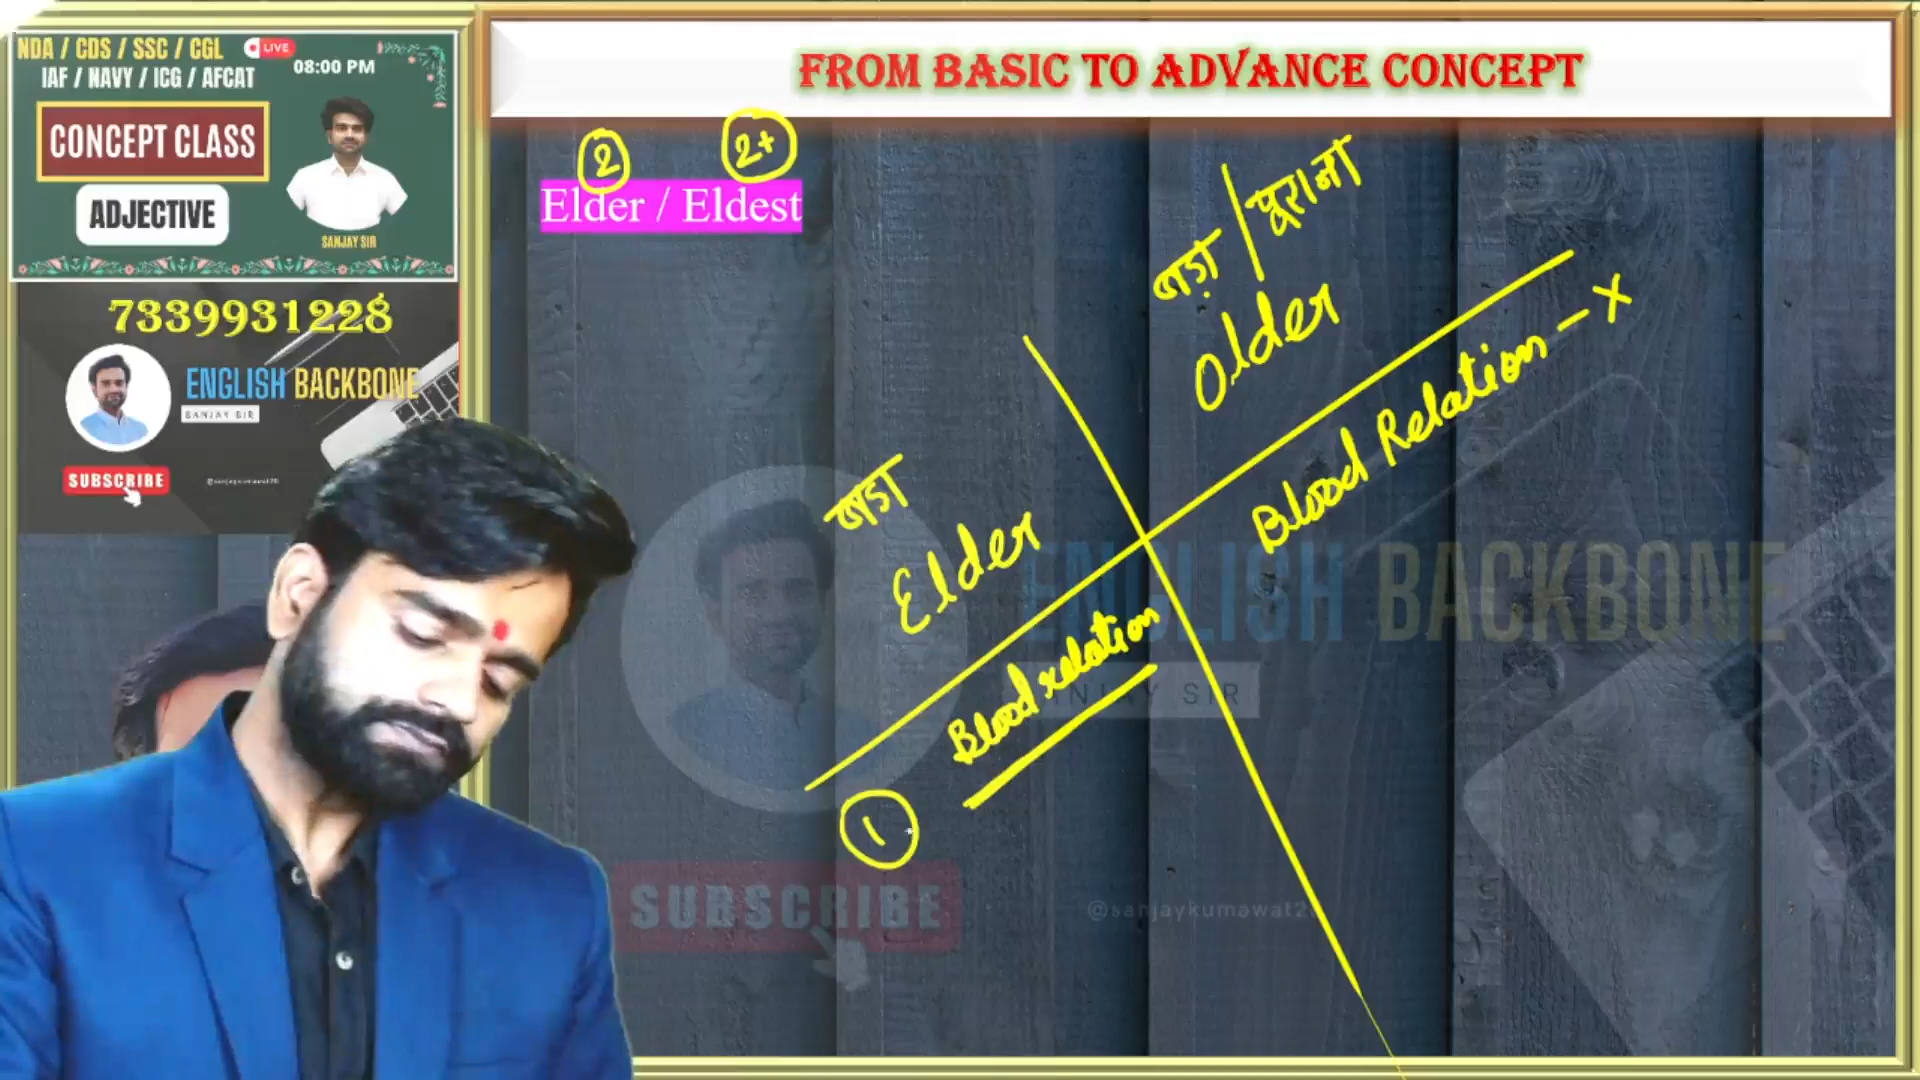 NDA / CDS / SSC / CGL
LIVE
IAF / NAVY / ICG / AFCAT
08:00 PM
CONCEPT CLASS
ADJECTIVE
SANJAY SIR
7339931228
ENGLISH BACKBONE
SANJAY SIR
SUBSCRIBE
@sanjaykumawat28
FROM BASIC TO ADVANCE CONCEPT
2 2+
Elder / Eldest
बड़ा / पुराना
Older
Blood Relation - X
बडा
Elder
Blood relation
1
ENGLISH BACKBONE
SANJAY SIR
SUBSCRIBE